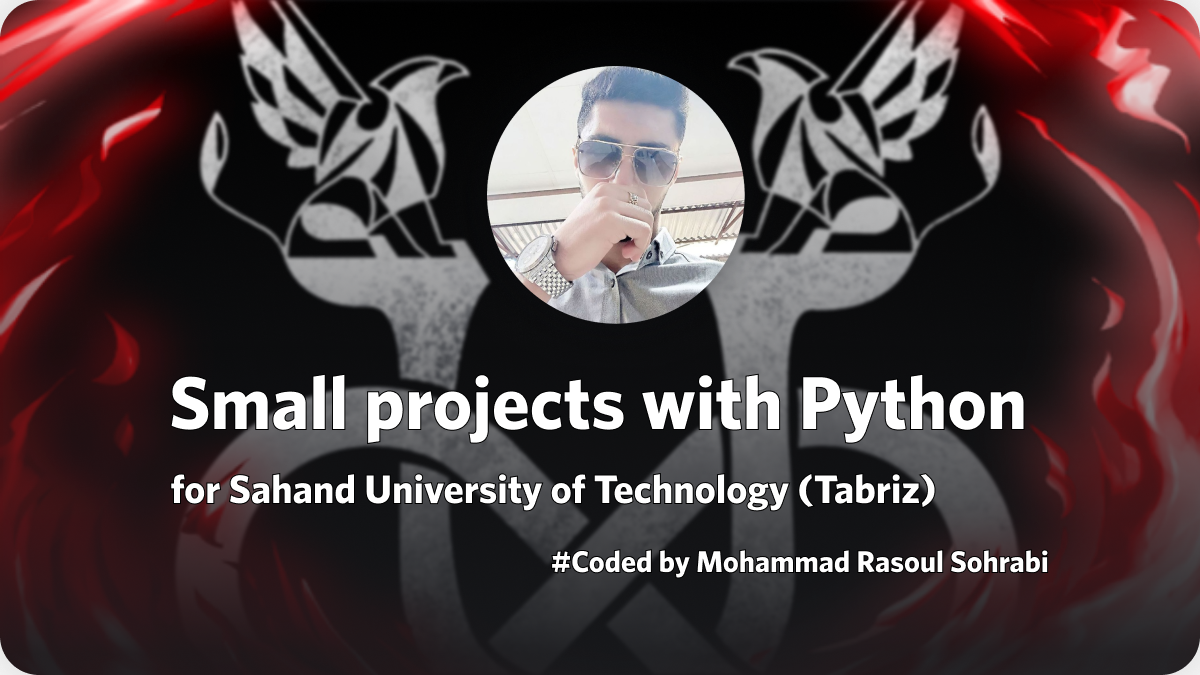 Small projects with Python
for Sahand University of Technology (Tabriz)
#Coded by Mohammad Rasoul Sohrabi